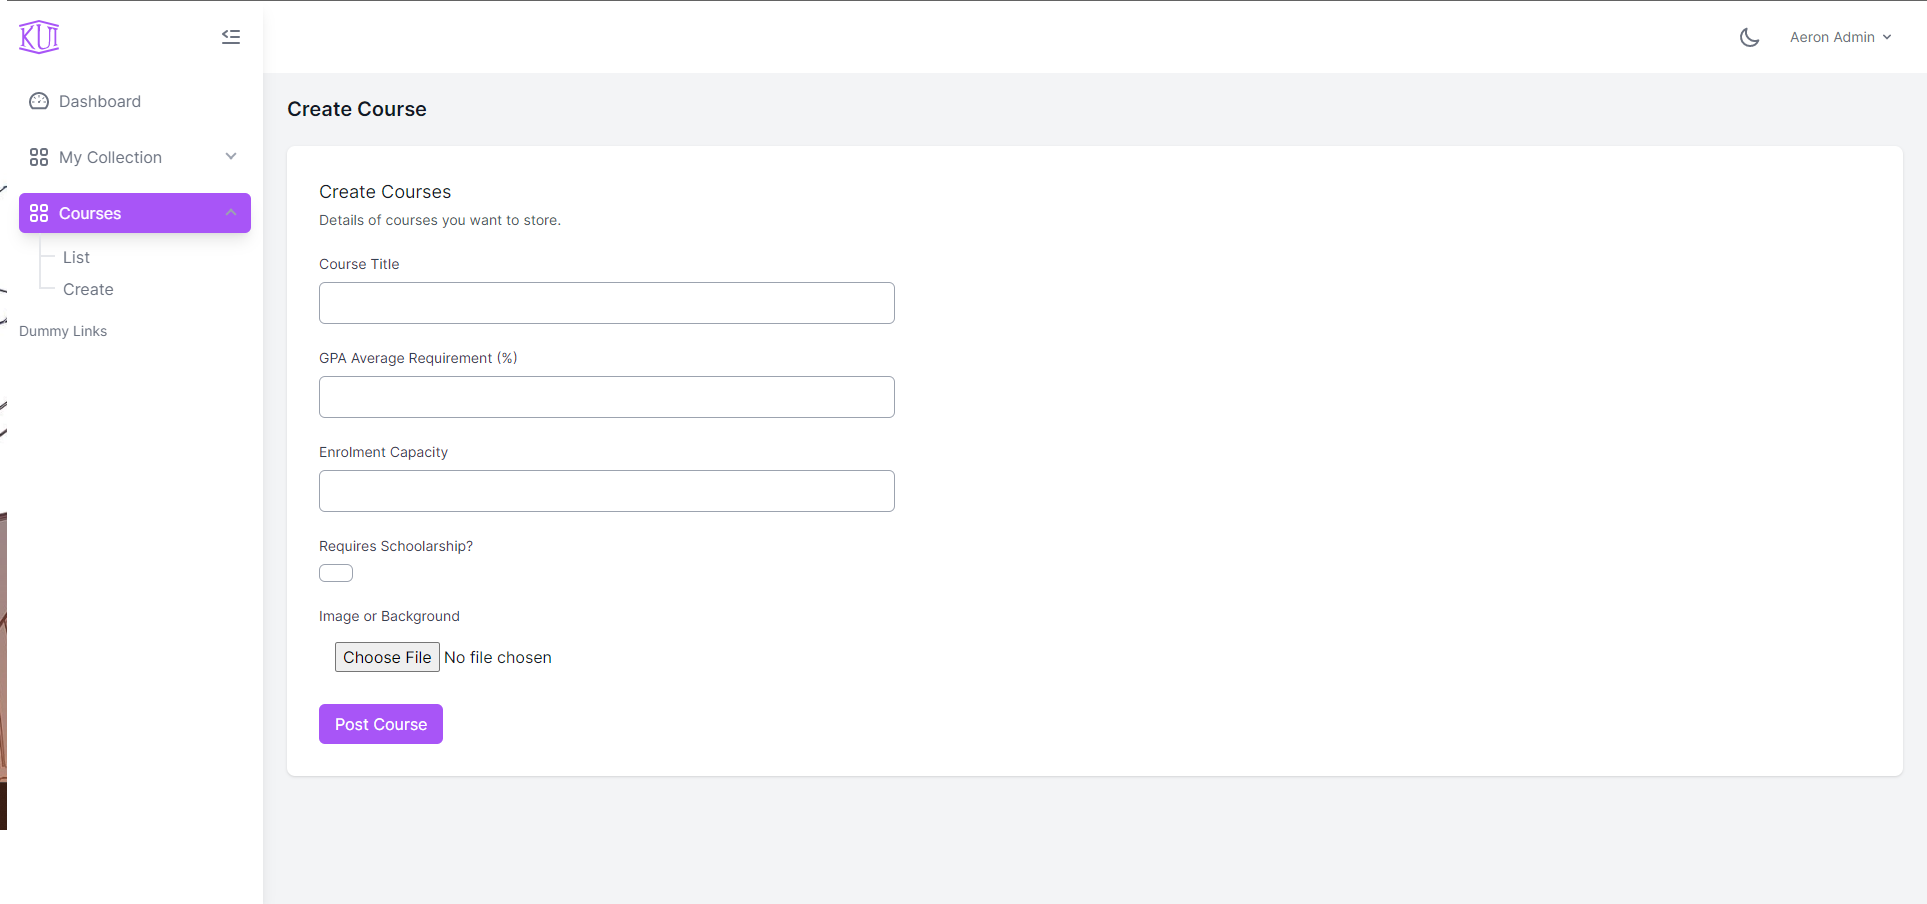 KUI
Aeron Admin
Dashboard
My Collection
Courses
List
Create
Dummy Links
Create Course
Create Courses
Details of courses you want to store.
Course Title
GPA Average Requirement (%)
Enrolment Capacity
Requires Schoolarship?
Image or Background
Choose File No file chosen
Post Course